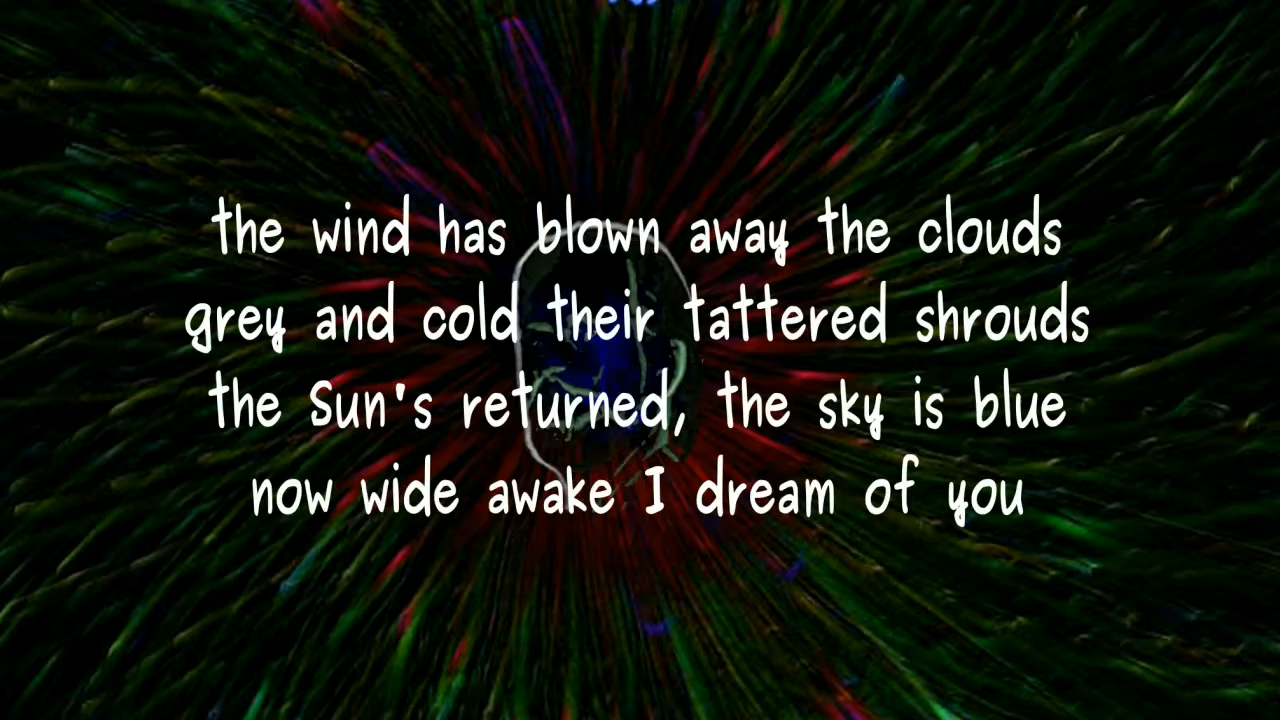 the wind has blown away the clouds
grey and cold their tattered shrouds
the Sun's returned, the sky is blue
now wide awake I dream of you